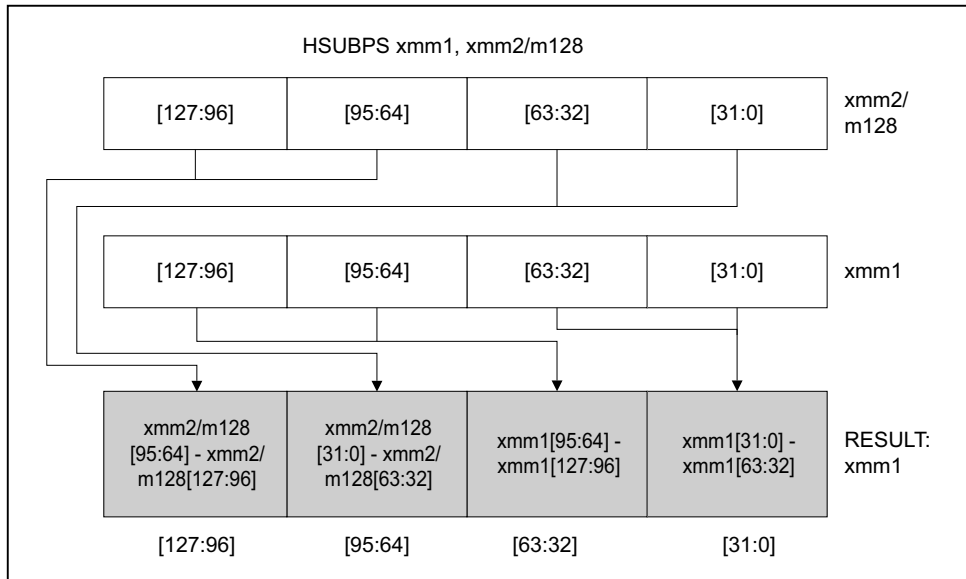 HSUBPS xmm1, xmm2/m128
[127:96] [95:64] [63:32] [31:0]
xmm2/
m128
[127:96] [95:64] [63:32] [31:0]
xmm1
xmm2/m128
[95:64] - xmm2/
m128[127:96]
xmm2/m128
[31:0] - xmm2/
m128[63:32]
xmm1[95:64] -
xmm1[127:96]
xmm1[31:0] -
xmm1[63:32]
RESULT:
xmm1
[127:96] [95:64] [63:32] [31:0]